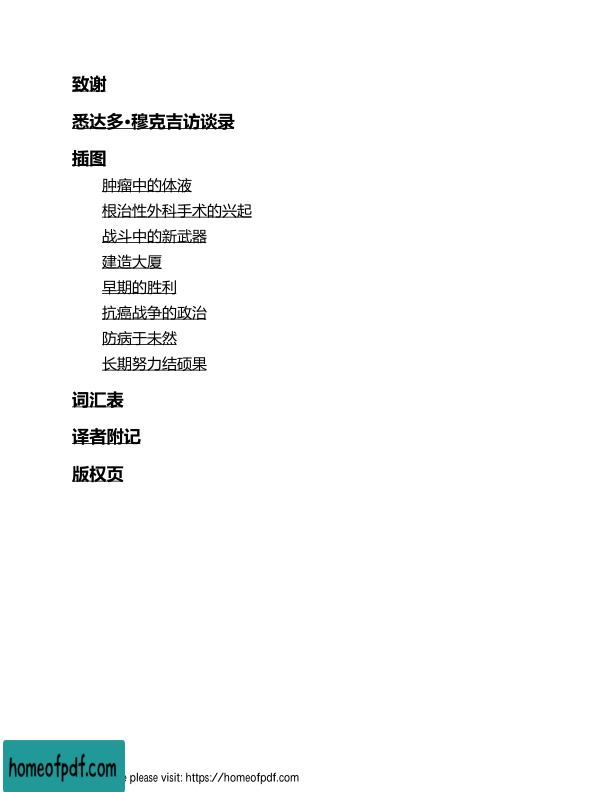 致谢
悉达多•穆克吉访谈录
插图
肿瘤中的体液
根治性外科手术的兴起
战斗中的新武器
建造大厦
早期的胜利
抗癌战争的政治
防病于未然
长期努力结硕果
词汇表
译者附记
版权页
homeofpdf.com
please visit: https://homeofpdf.com